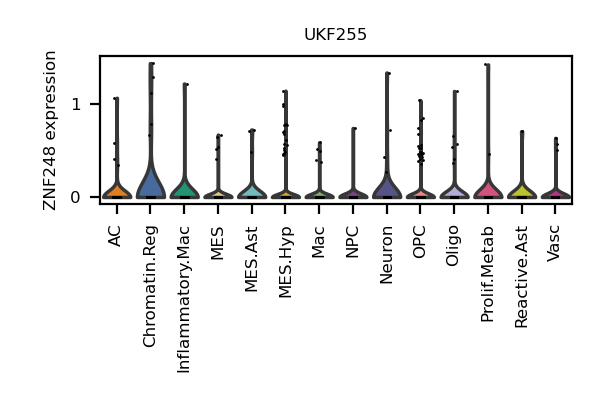 UKF255
ZNF248 expression
1
0
AC
Chromatin.Reg
Inflammatory.Mac
MES
MES.Ast
MES.Hyp
Mac
NPC
Neuron
OPC
Oligo
Prolif.Metab
Reactive.Ast
Vasc